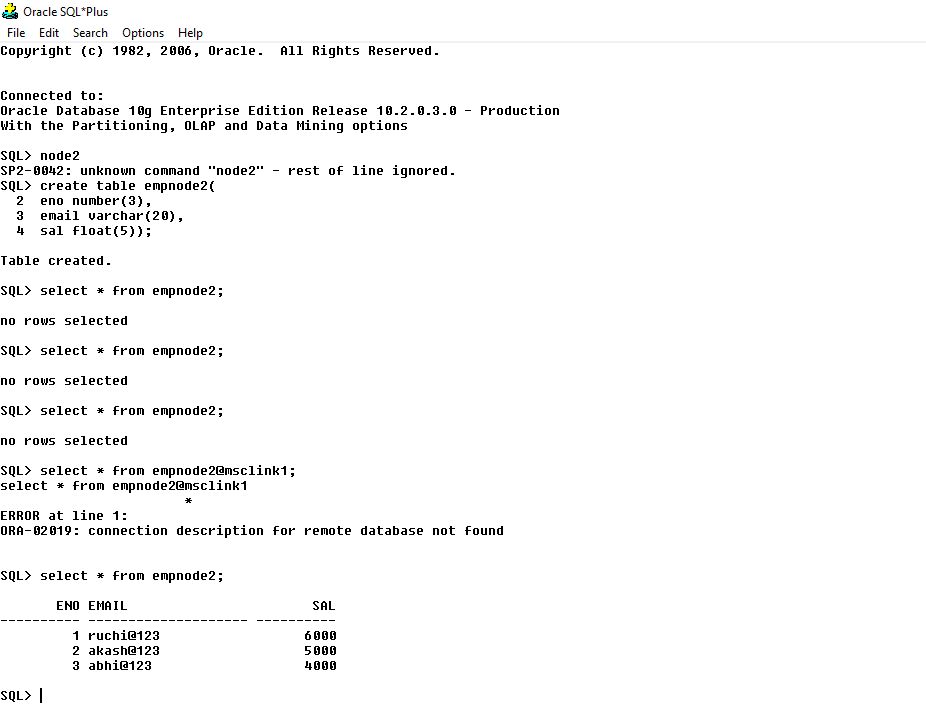 Oracle SQL*Plus
File Edit Search Options Help
Copyright (c) 1982, 2006, Oracle.  All Rights Reserved.
Connected to:
Oracle Database 10g Enterprise Edition Release 10.2.0.3.0 - Production
With the Partitioning, OLAP and Data Mining options
SQL> node2
SP2-0042: unknown command "node2" - rest of line ignored.
SQL> create table empnode2(
  2  eno number(3),
  3  email varchar(20),
  4  sal float(5));
Table created.
SQL> select * from empnode2;
no rows selected
SQL> select * from empnode2;
no rows selected
SQL> select * from empnode2;
no rows selected
SQL> select * from empnode2@msclink1;
select * from empnode2@msclink1
                       *
ERROR at line 1:
ORA-02019: connection description for remote database not found
SQL> select * from empnode2;
       ENO EMAIL                       SAL
---------- -------------------- ----------
         1 ruchi@123                  6000
         2 akash@123                  5000
         3 abhi@123                   4000
SQL>